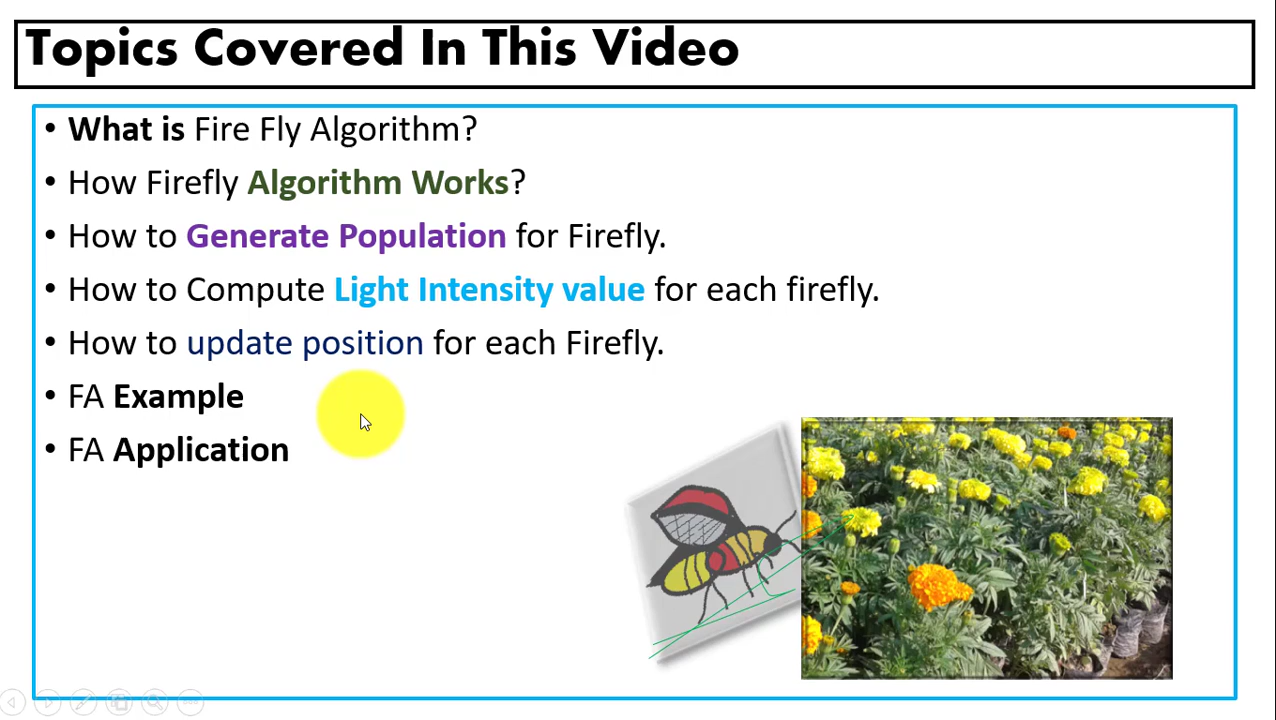 Topics Covered In This Video
• What is Fire Fly Algorithm?
• How Firefly Algorithm Works?
• How to Generate Population for Firefly.
• How to Compute Light Intensity value for each firefly.
• How to update position for each Firefly.
• FA Example
• FA Application